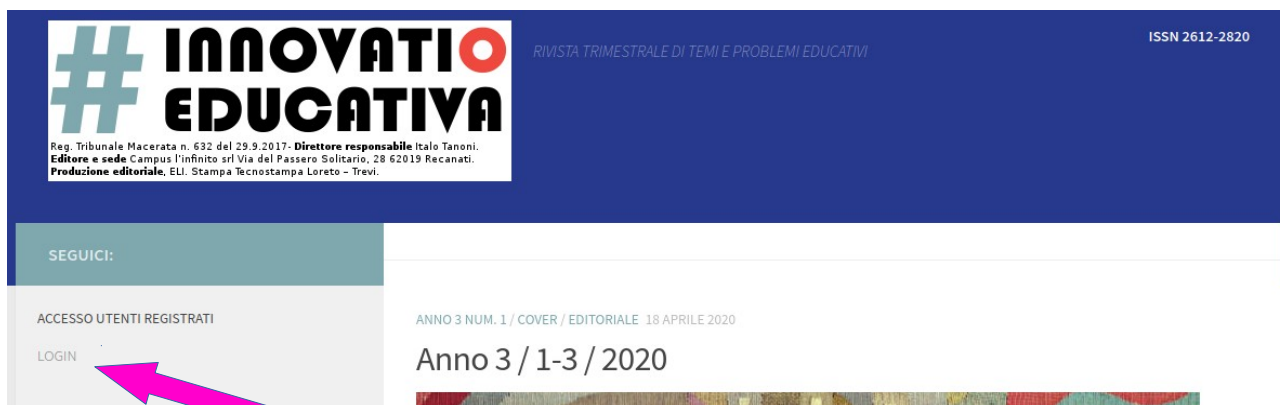 # INNOVATIO
# EDUCATIVA
Reg. Tribunale Macerata n. 632 del 29.9.2017- Direttore responsabile Italo Tanoni.
Editore e sede Campus l'infinito srl Via del Passero Solitario, 28 62019 Recanati.
Produzione editoriale, ELI. Stampa Tecnostampa Loreto – Trevi.
RIVISTA TRIMESTRALE DI TEMI E PROBLEMI EDUCATIVI
ISSN 2612-2820
SEGUICI:
ACCESSO UTENTI REGISTRATI
LOGIN
ANNO 3 NUM. 1 / COVER / EDITORIALE 18 APRILE 2020
Anno 3 / 1-3 / 2020